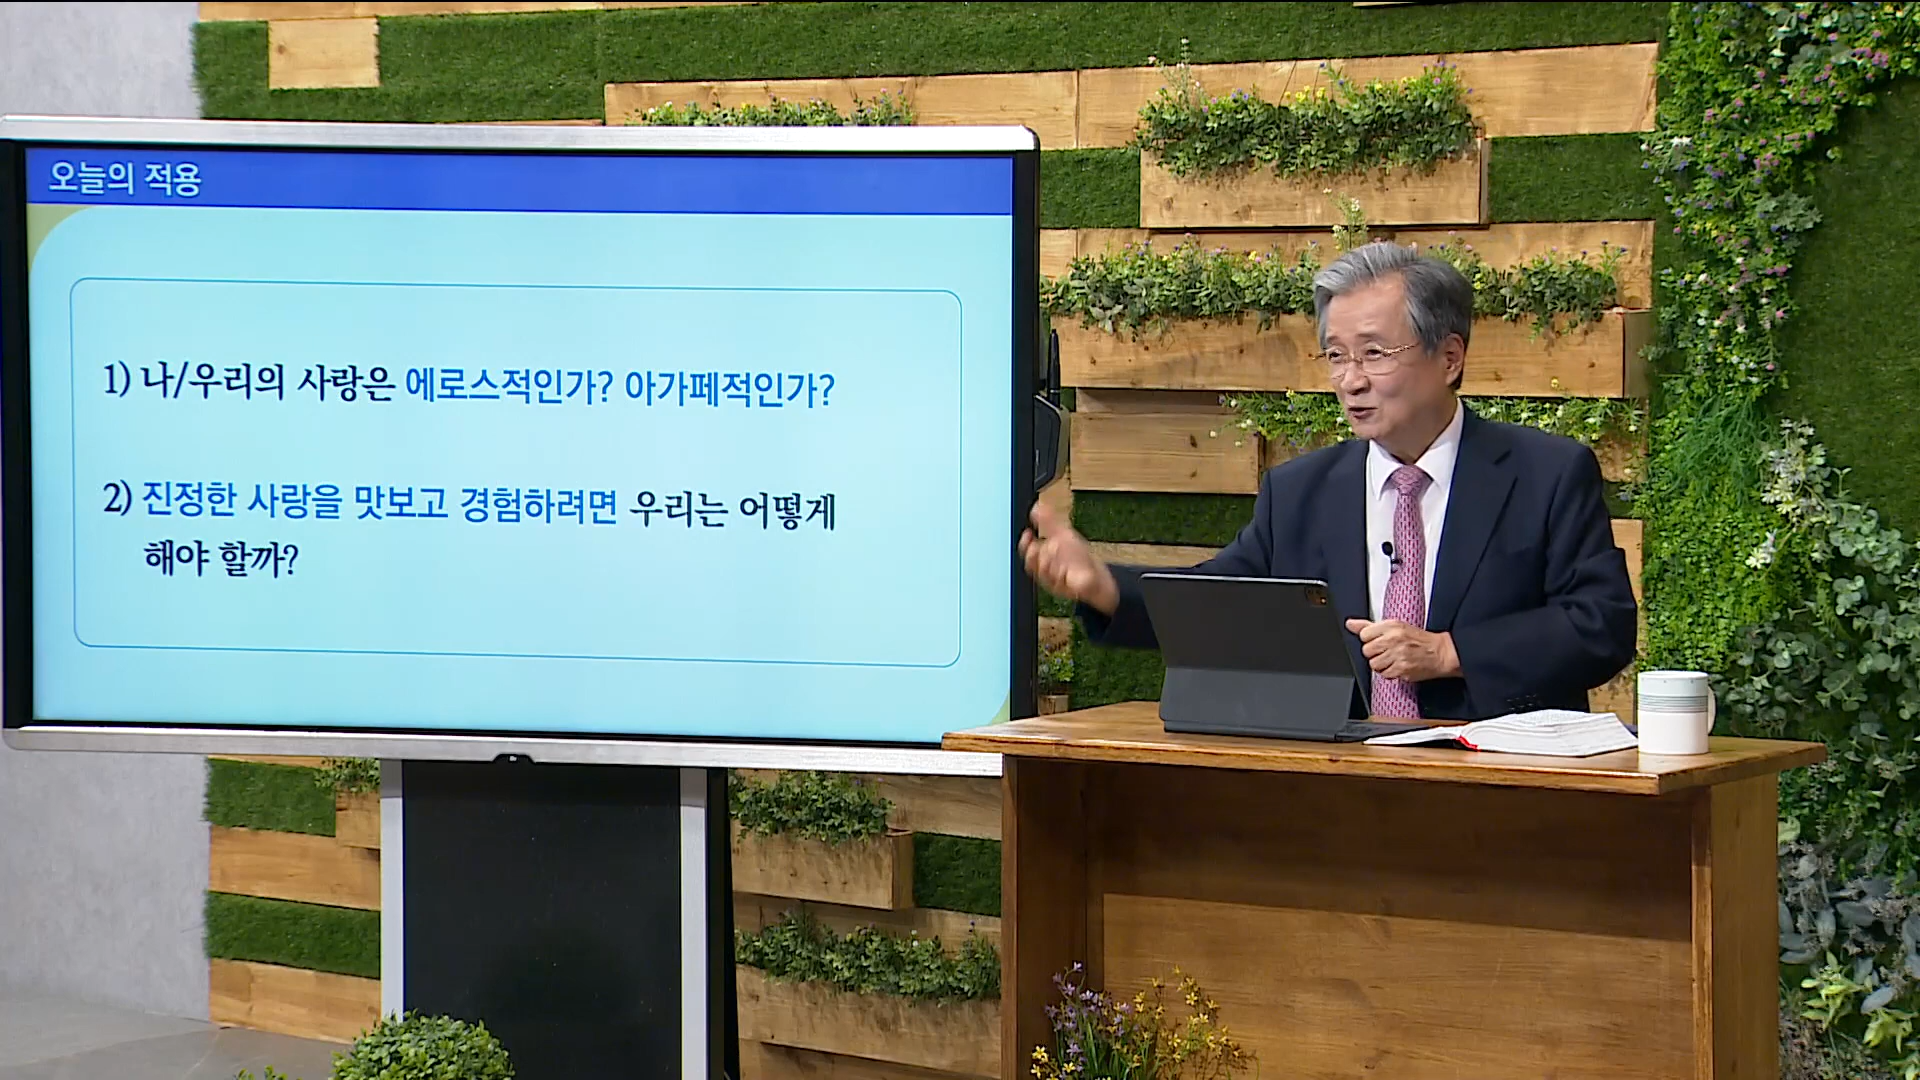 오늘의 적용
1) 나/우리의 사랑은 에로스적인가? 아가페적인가?
2) 진정한 사랑을 맛보고 경험하려면 우리는 어떻게
해야 할까?